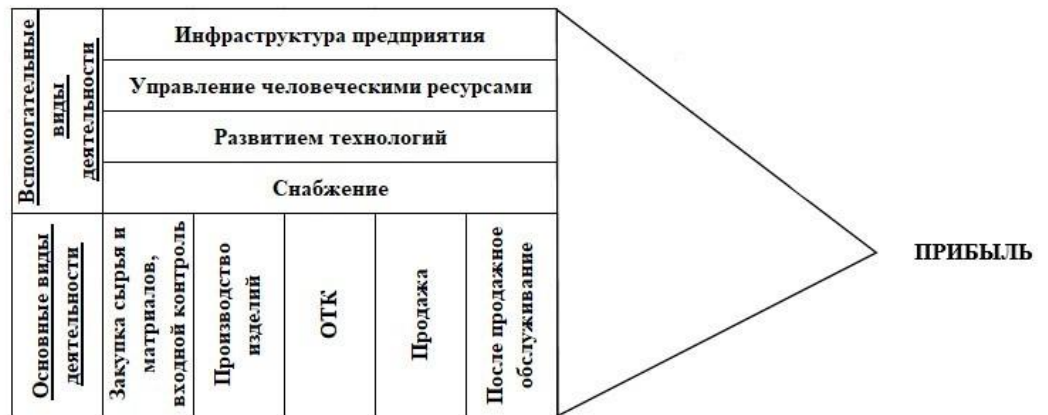 Вспомогательные
виды
деятельности
Инфраструктура предприятия
Управление человеческими ресурсами
Развитием технологий
Снабжение
Основные виды
деятельности
Закупка сырья и
матриалов,
входной контроль
Производство
изделий
ОТК
Продажа
После продажное
обслуживание
ПРИБЫЛЬ